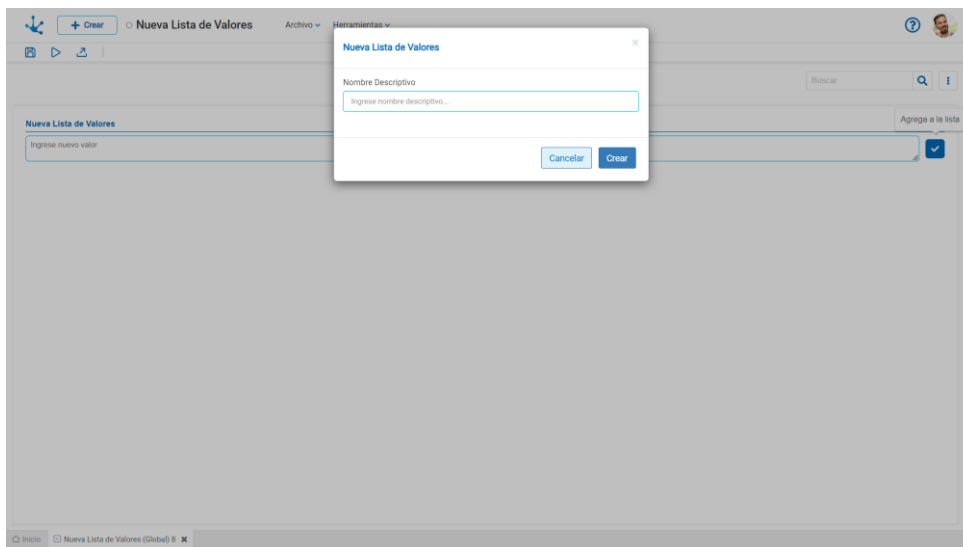 + Crear
Nueva Lista de Valores
Archivo
Herramientas
Nueva Lista de Valores
×
Nombre Descriptivo
Ingrese nombre descriptivo...
Cancelar
Crear
Buscar
Nueva Lista de Valores
Agrega a la lista
Ingrese nuevo valor
Inicio
Nueva Lista de Valores (Global) 8